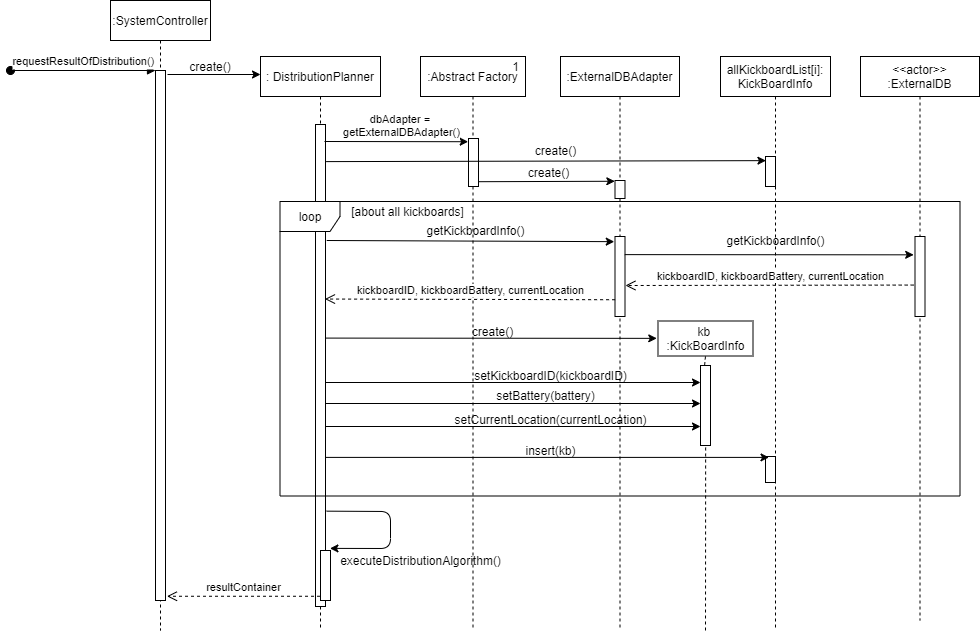 :SystemController
requestResultOfDistribution()
create()
: DistributionPlanner
1
:Abstract Factory
:ExternalDBAdapter
allKickboardList[i]:
KickBoardInfo
<<actor>>
:ExternalDB
dbAdapter =
getExternalDBAdapter()
create()
create()
loop
[about all kickboards]
getKickboardInfo()
getKickboardInfo()
kickboardID, kickboardBattery, currentLocation
kickboardID, kickboardBattery, currentLocation
create()
kb
:KickBoardInfo
setKickboardID(kickboardID)
setBattery(battery)
setCurrentLocation(currentLocation)
insert(kb)
executeDistributionAlgorithm()
resultContainer